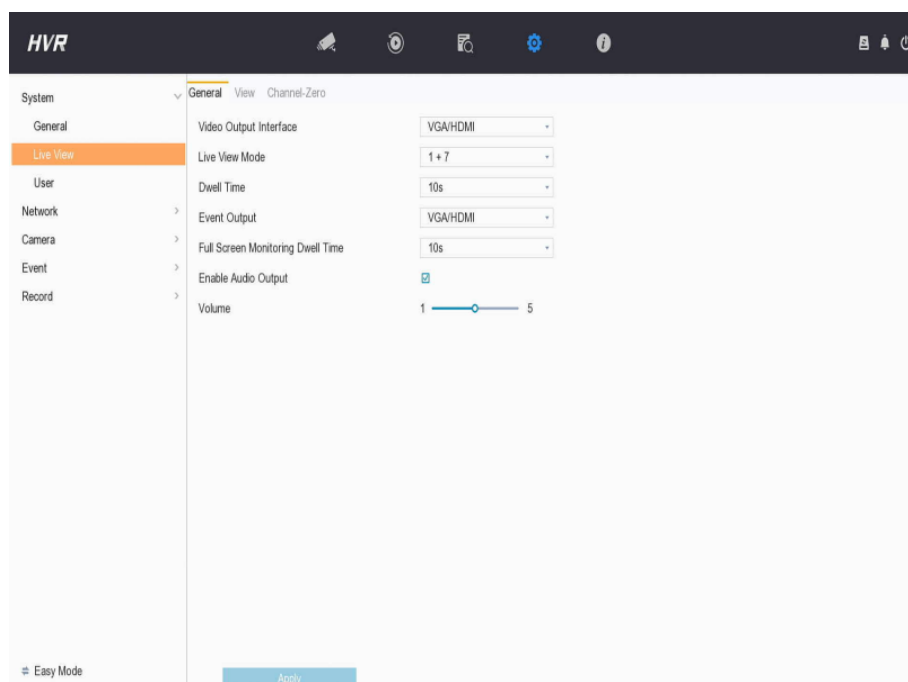 HVR
System
General
Live View
User
Network
Camera
Event
Record
Easy Mode
General View Channel-Zero
Video Output Interface VGA/HDMI
Live View Mode 1 + 7
Dwell Time 10s
Event Output VGA/HDMI
Full Screen Monitoring Dwell Time 10s
Enable Audio Output
Volume 1 5
Apply